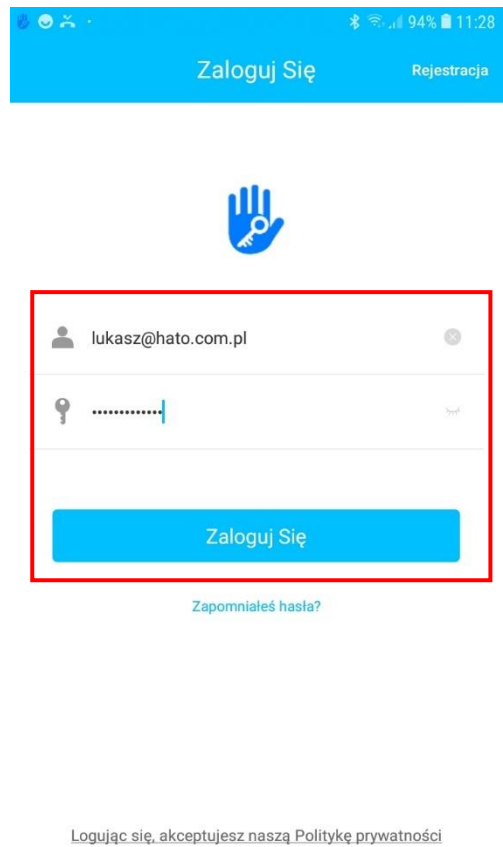 94% 11:28
Zaloguj Się
Rejestracja
lukasz@hato.com.pl
•••••••••••••
Zaloguj Się
Zapomniałeś hasła?
Logując się, akceptujesz naszą Politykę prywatności